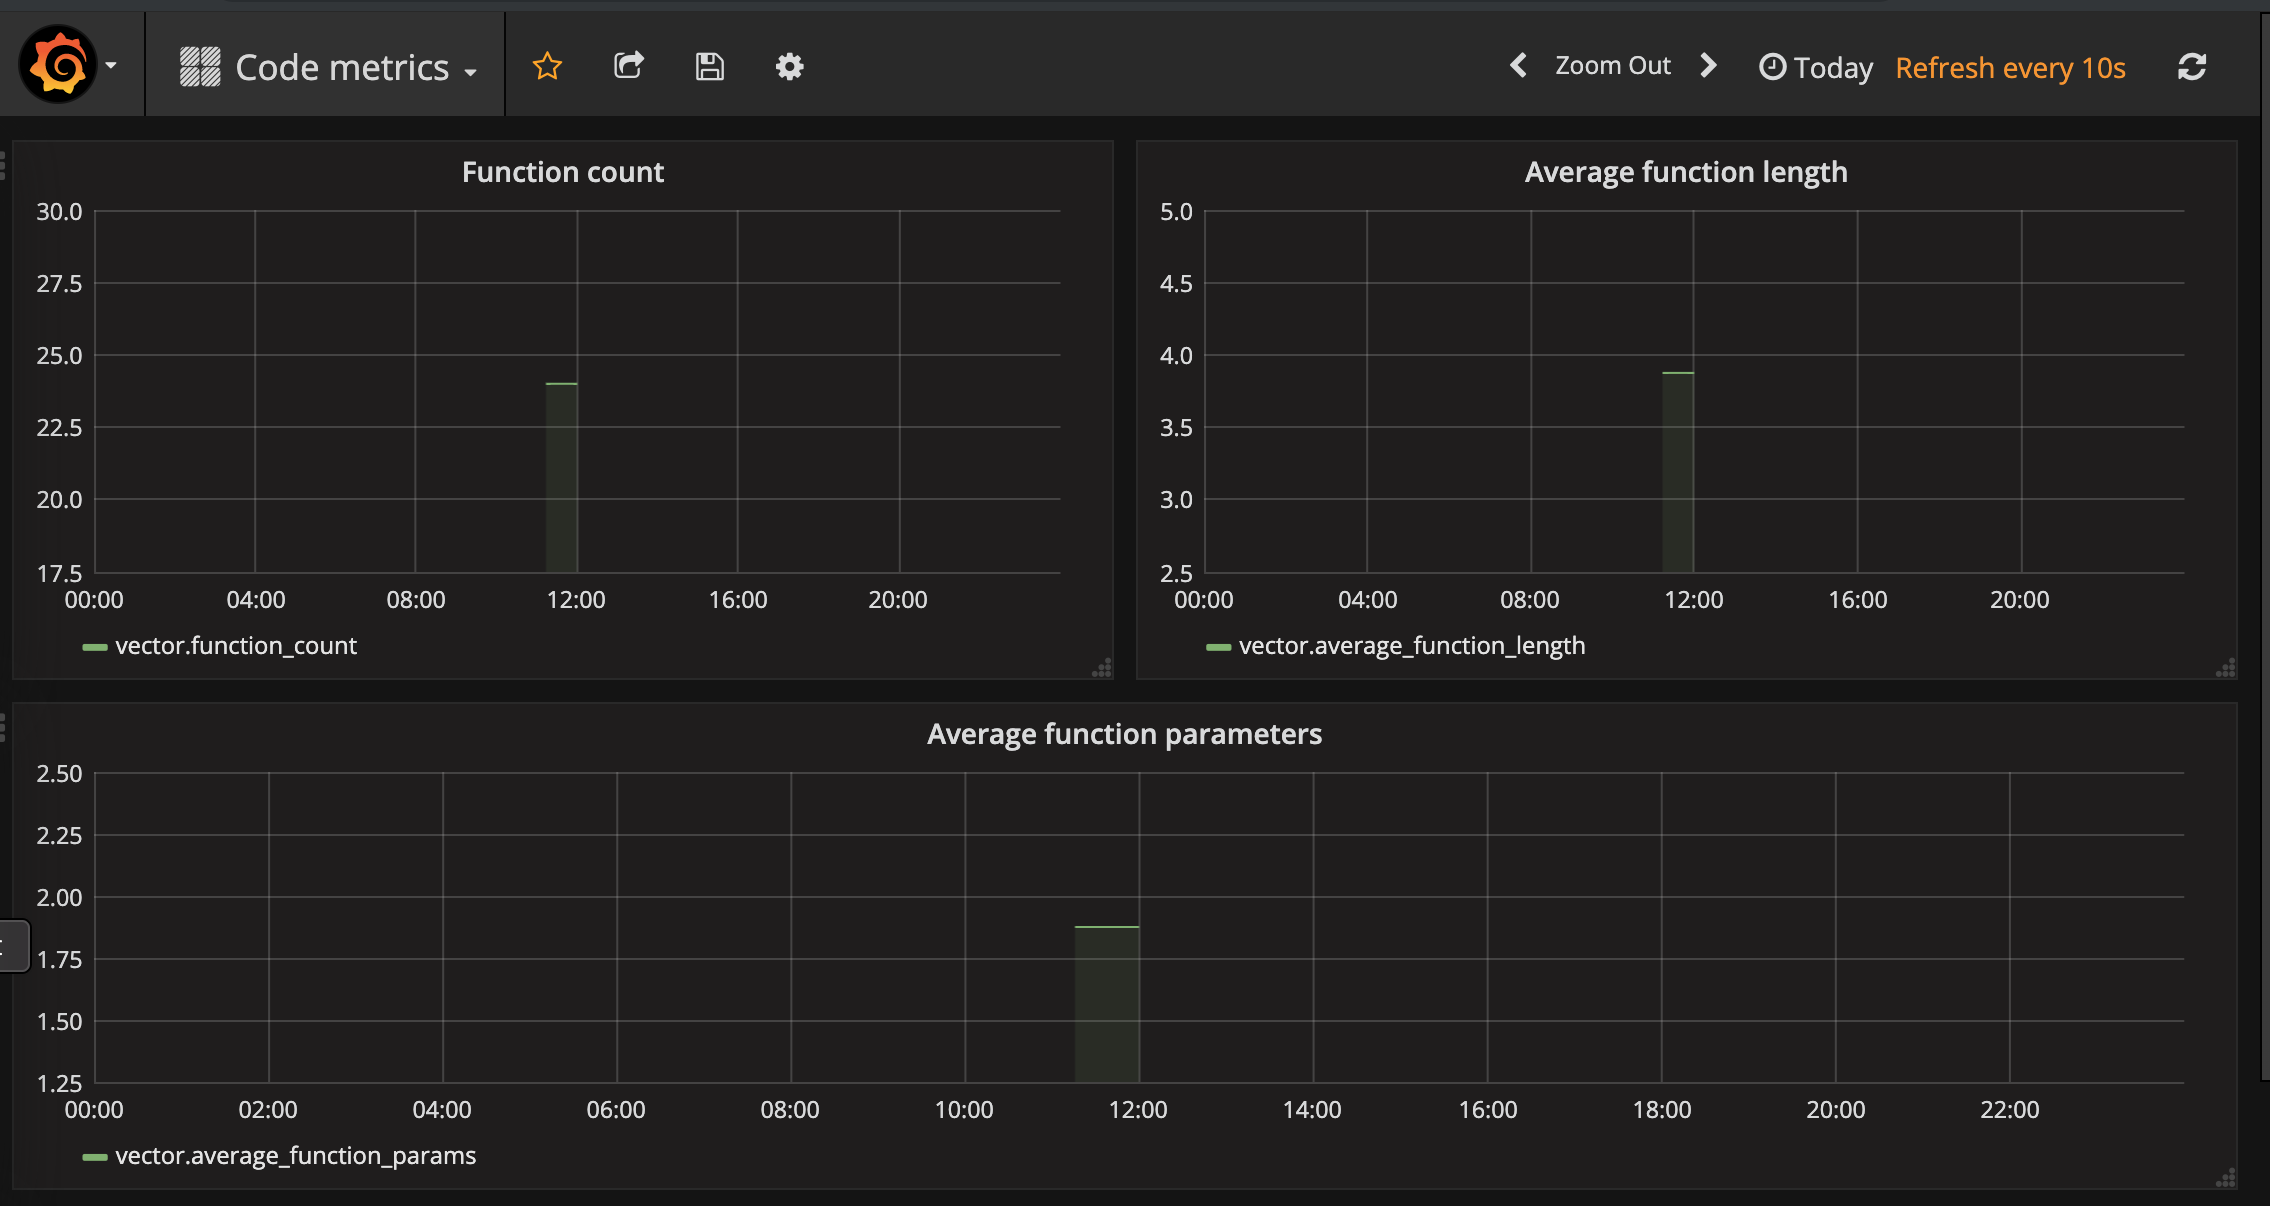 Code metrics
Zoom Out
Today Refresh every 10s
Function count
30.0
27.5
25.0
22.5
20.0
17.5
00:00 04:00 08:00 12:00 16:00 20:00
vector.function_count
Average function length
5.0
4.5
4.0
3.5
3.0
2.5
00:00 04:00 08:00 12:00 16:00 20:00
vector.average_function_length
Average function parameters
2.50
2.25
2.00
1.75
1.50
1.25
00:00 02:00 04:00 06:00 08:00 10:00 12:00 14:00 16:00 18:00 20:00 22:00
vector.average_function_params